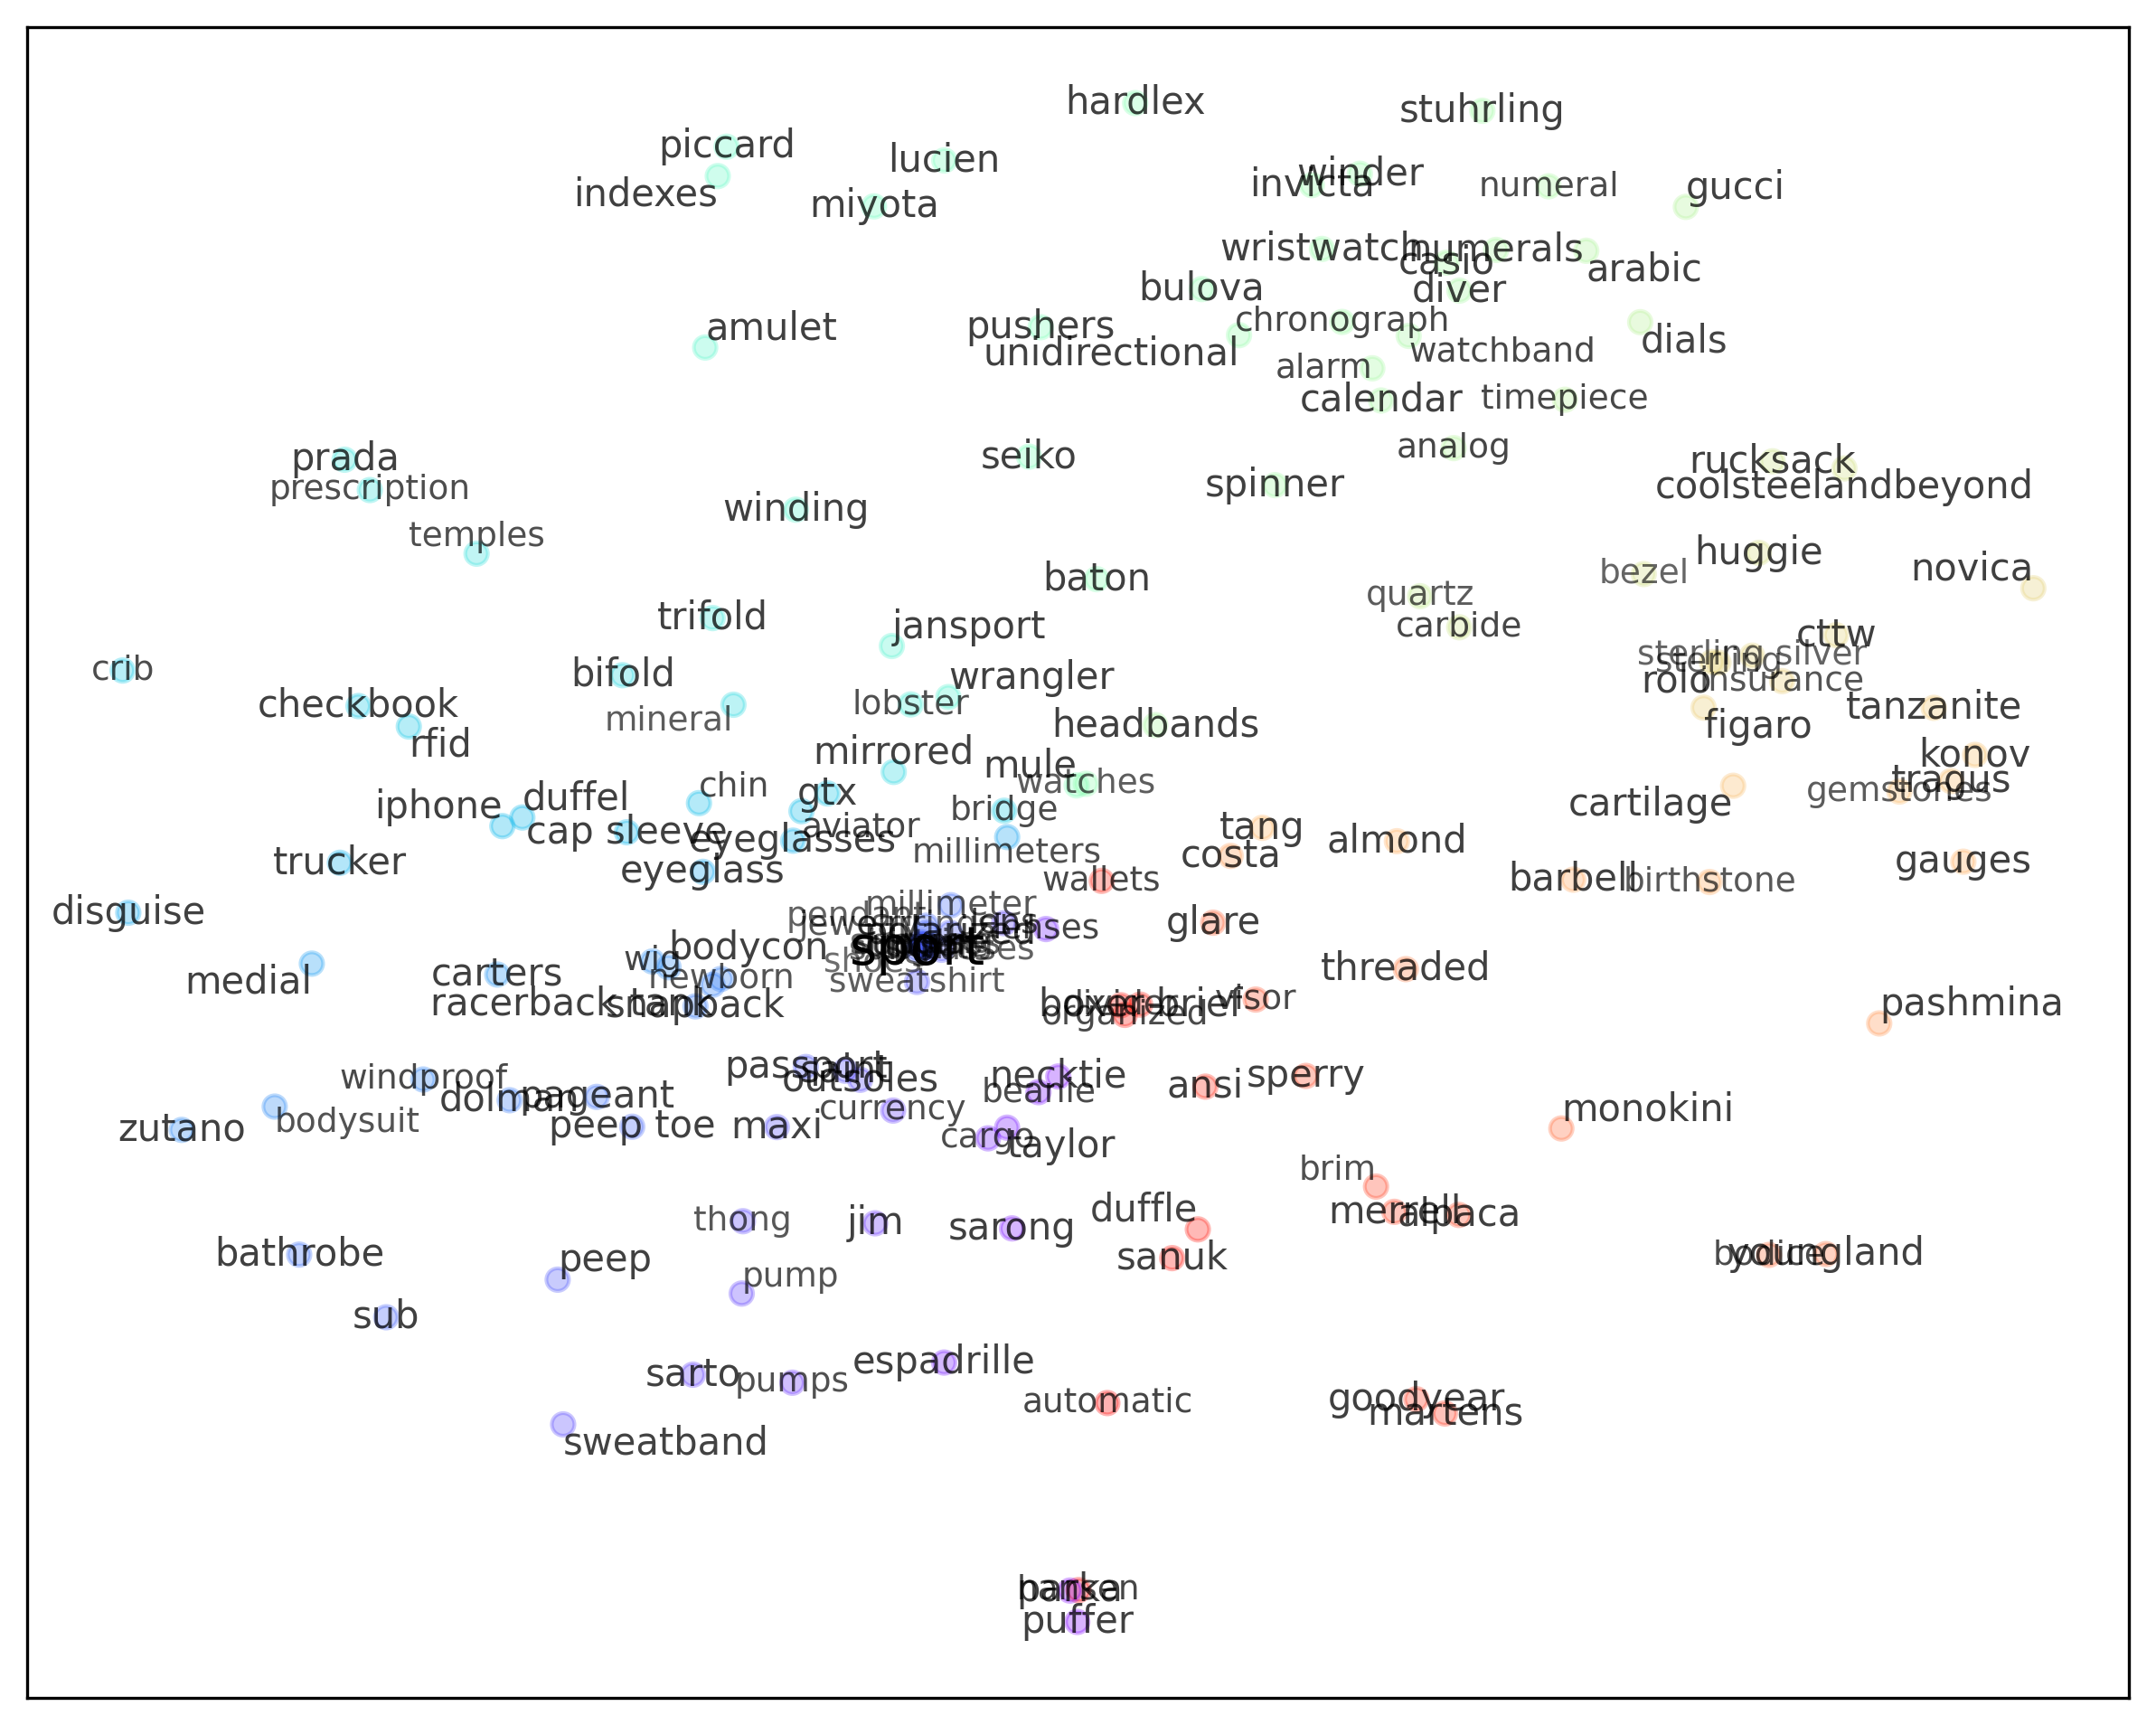 hardlex
stuhrling
piccard
lucien
winder
invicta
numeral
gucci
indexes
miyota
wristwatch
numerals
casio
arabic
bulova
diver
amulet
pushers
chronograph
unidirectional
watchband
dials
alarm
calendar
timepiece
prada
seiko
analog
rucksack
prescription
spinner
coolsteelandbeyond
winding
temples
huggie
novica
baton
bezel
quartz
trifold
jansport
carbide
cttw
sterling silver
sterling
crib
bifold
wrangler
rolo
insurance
checkbook
lobster
tanzanite
mineral
headbands
figaro
rfid
mirrored
mule
konov
watches
tragus
chin
gtx
gemstones
iphone
duffel
bridge
cartilage
cap sleeve
aviator
tang
eyeglasses
almond
millimeters
costa
trucker
gauges
eyeglass
wallets
barbell
birthstone
millimeter
disguise
pendant
glare
sport
bodycon
wig
shoes
threaded
medial
carters
newborn
sweatshirt
racerback tank
snapback
boxer brief
visor
organized
pashmina
passport
outsoles
necktie
windproof
beanie
ansi
sperry
dolman
pageant
currency
monokini
bodysuit
zutano
peep toe
maxi
cargo
taylor
brim
thong
jim
sarong
duffle
merrell
alpaca
bathrobe
peep
sanuk
bodice
youngland
pump
sub
espadrille
sarto
pumps
automatic
goodyear
martens
sweatband
parka
puffer